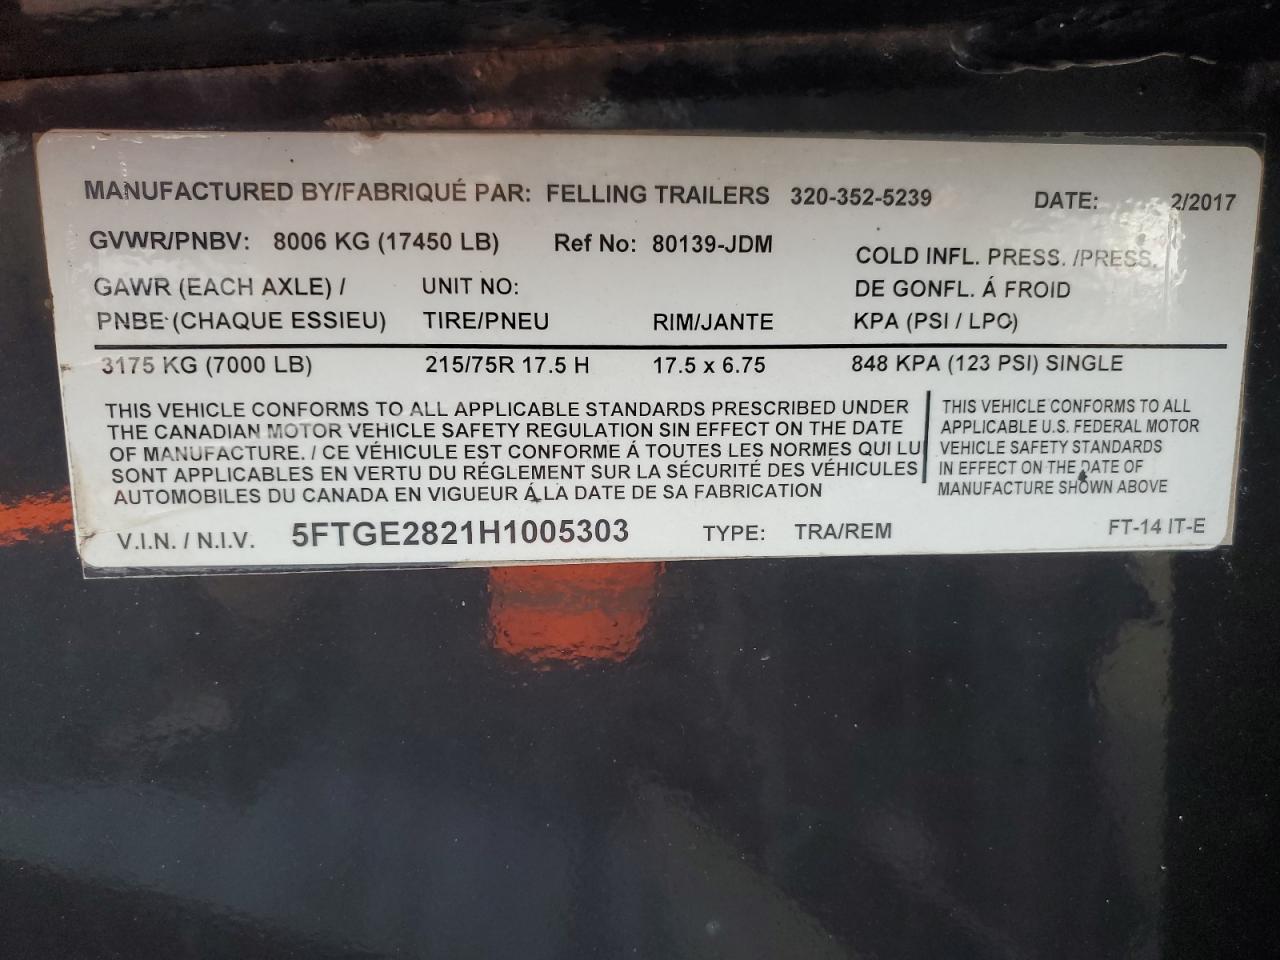 MANUFACTURED BY/FABRIQUÉ PAR: FELLING TRAILERS 320-352-5239 DATE: 2/2017
GVWR/PNBV: 8006 KG (17450 LB) Ref No: 80139-JDM
COLD INFL. PRESS. /PRESS.
GAWR (EACH AXLE) / UNIT NO: DE GONFL. Á FROID
PNBE (CHAQUE ESSIEU) TIRE/PNEU RIM/JANTE KPA (PSI / LPC)
3175 KG (7000 LB) 215/75R 17.5 H 17.5 x 6.75 848 KPA (123 PSI) SINGLE
THIS VEHICLE CONFORMS TO ALL APPLICABLE STANDARDS PRESCRIBED UNDER
THE CANADIAN MOTOR VEHICLE SAFETY REGULATION SIN EFFECT ON THE DATE
OF MANUFACTURE. / CE VÉHICULE EST CONFORME Á TOUTES LES NORMES QUI LUI
SONT APPLICABLES EN VERTU DU RÉGLEMENT SUR LA SÉCURITÉ DES VÉHICULES
AUTOMOBILES DU CANADA EN VIGUEUR Á LA DATE DE SA FABRICATION
THIS VEHICLE CONFORMS TO ALL
APPLICABLE U.S. FEDERAL MOTOR
VEHICLE SAFETY STANDARDS
IN EFFECT ON THE DATE OF
MANUFACTURE SHOWN ABOVE
V.I.N. / N.I.V. 5FTGE2821H1005303 TYPE: TRA/REM FT-14 IT-E